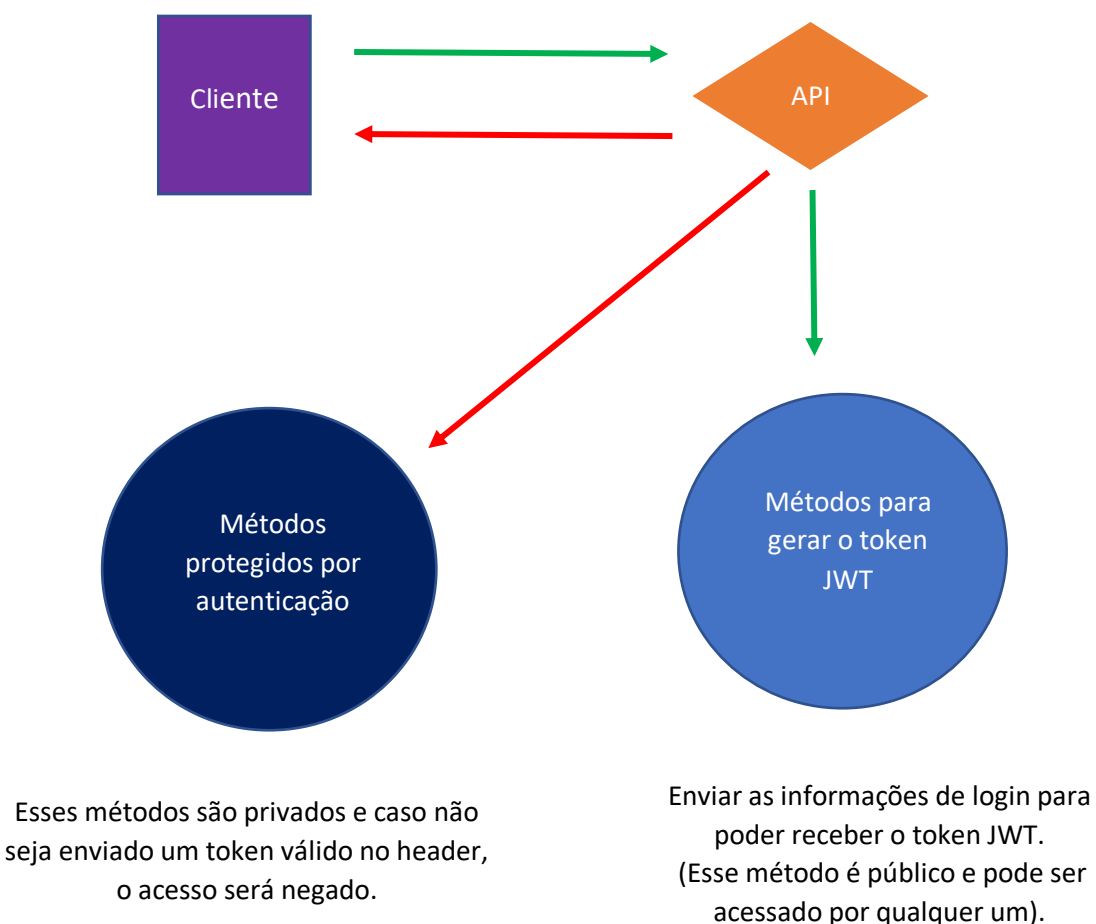 Cliente
API
Métodos
protegidos por
autenticação
Métodos para
gerar o token
JWT
Esses métodos são privados e caso não
seja enviado um token válido no header,
o acesso será negado.
Enviar as informações de login para
poder receber o token JWT.
(Esse método é público e pode ser
acessado por qualquer um).